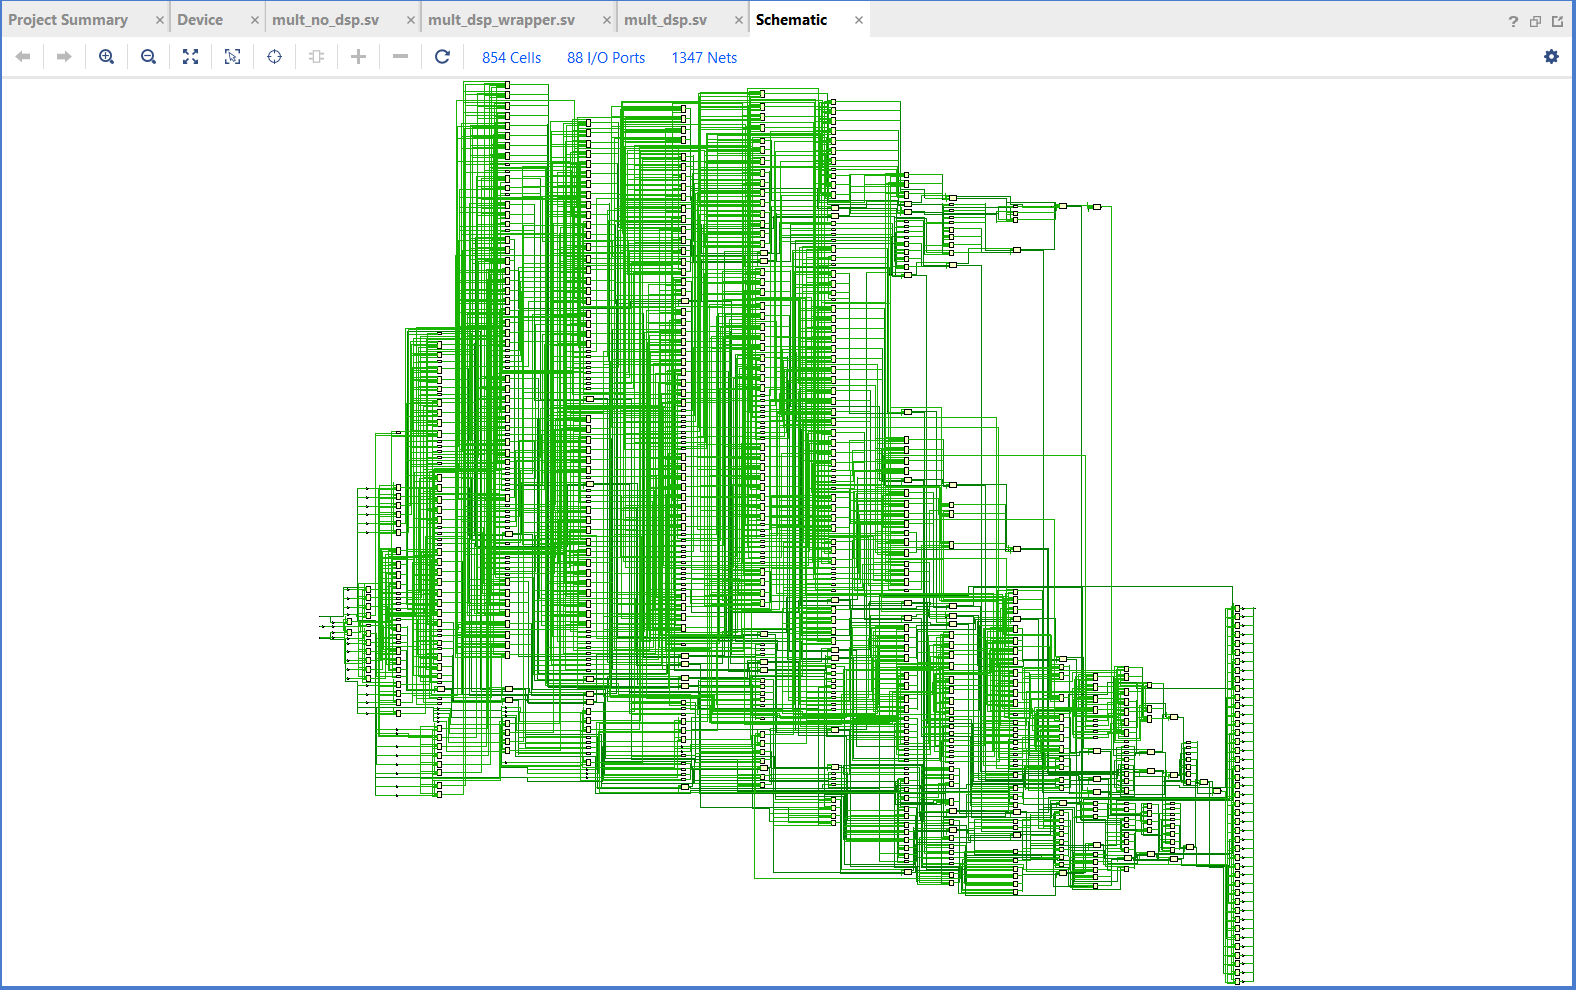 Project Summary × Device × mult_no_dsp.sv × mult_dsp_wrapper.sv × mult_dsp.sv × Schematic ×
854 Cells 88 I/O Ports 1347 Nets